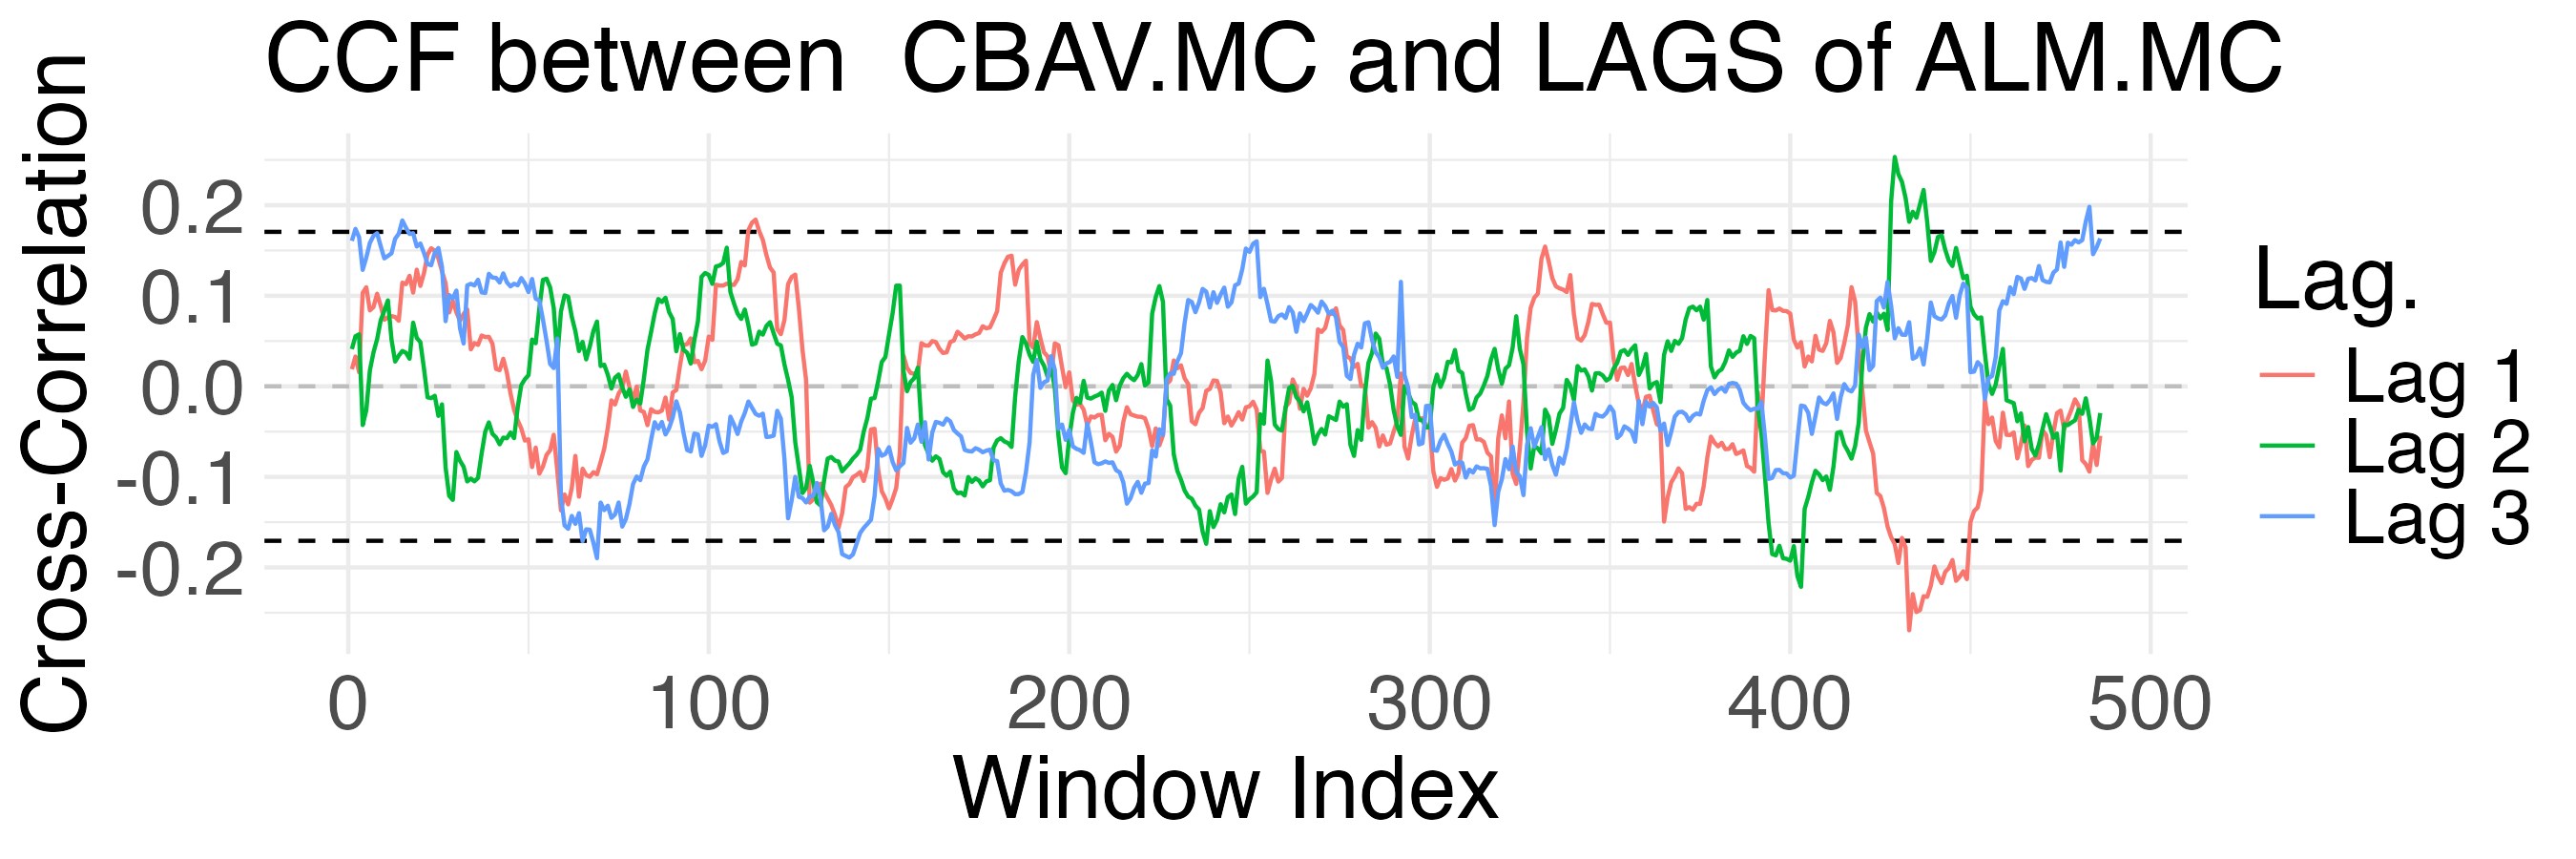 CCF between  CBAV.MC and LAGS of ALM.MC
Cross-Correlation
0.2
0.1
0.0
-0.1
-0.2
0 100 200 300 400 500
Window Index
Lag.
Lag 1
Lag 2
Lag 3